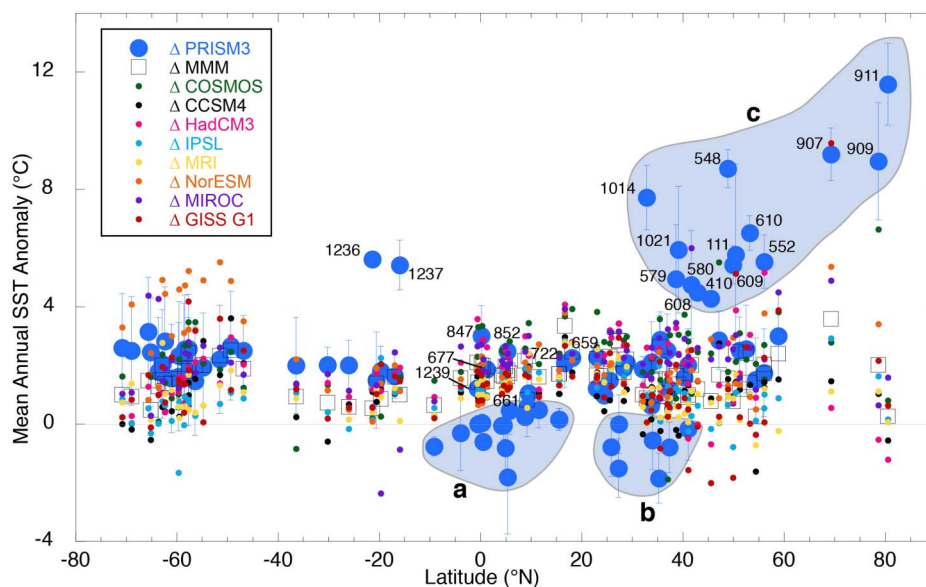 Mean Annual SST Anomaly (°C)
12
8
4
0
-4
Δ PRISM3
Δ MMM
Δ COSMOS
Δ CCSM4
Δ HadCM3
Δ IPSL
Δ MRI
Δ NorESM
Δ MIROC
Δ GISS G1
911
c
907
909
548
1014
610
1021
111
552
579
580
410
609
608
1236
1237
847
852
677
722
659
1239
661
a
b
-80
-60
-40
-20
0
20
40
60
80
Latitude (°N)